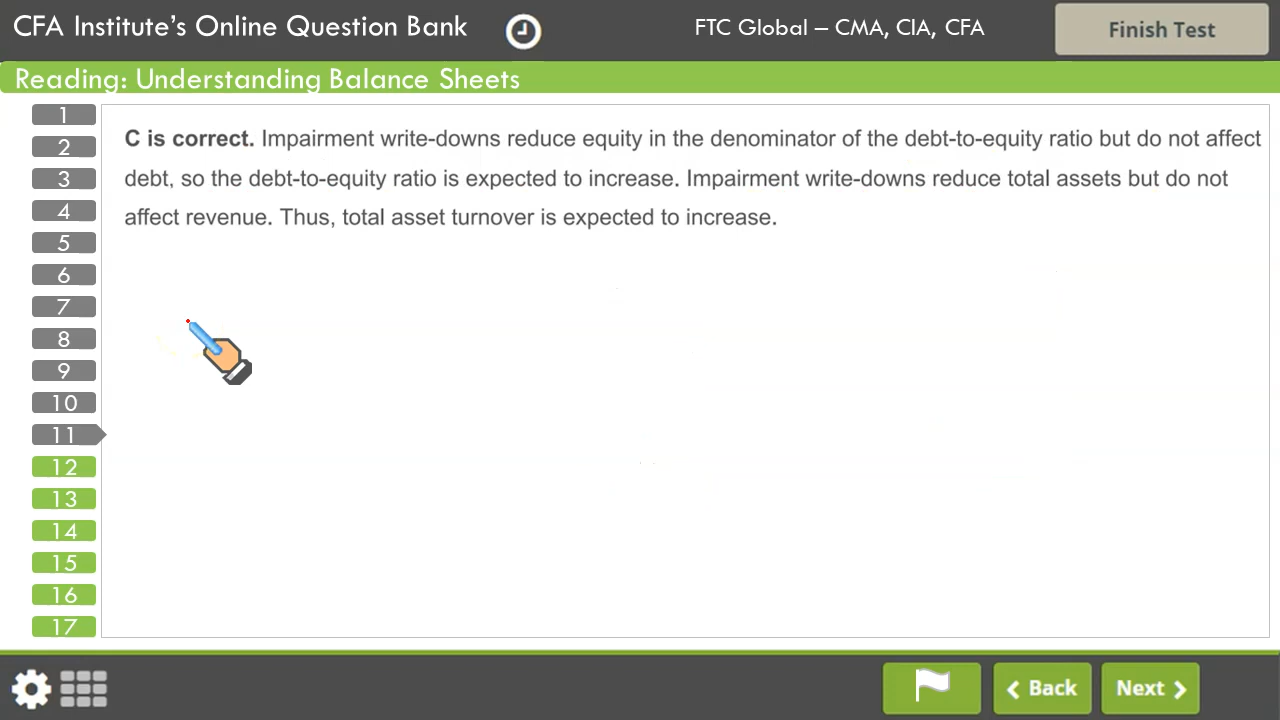 CFA Institute’s Online Question Bank
FTC Global – CMA, CIA, CFA
Finish Test
Reading: Understanding Balance Sheets
1
2
3
4
5
6
7
8
9
10
11
12
13
14
15
16
17
C is correct. Impairment write-downs reduce equity in the denominator of the debt-to-equity ratio but do not affect
debt, so the debt-to-equity ratio is expected to increase. Impairment write-downs reduce total assets but do not
affect revenue. Thus, total asset turnover is expected to increase.
Back
Next